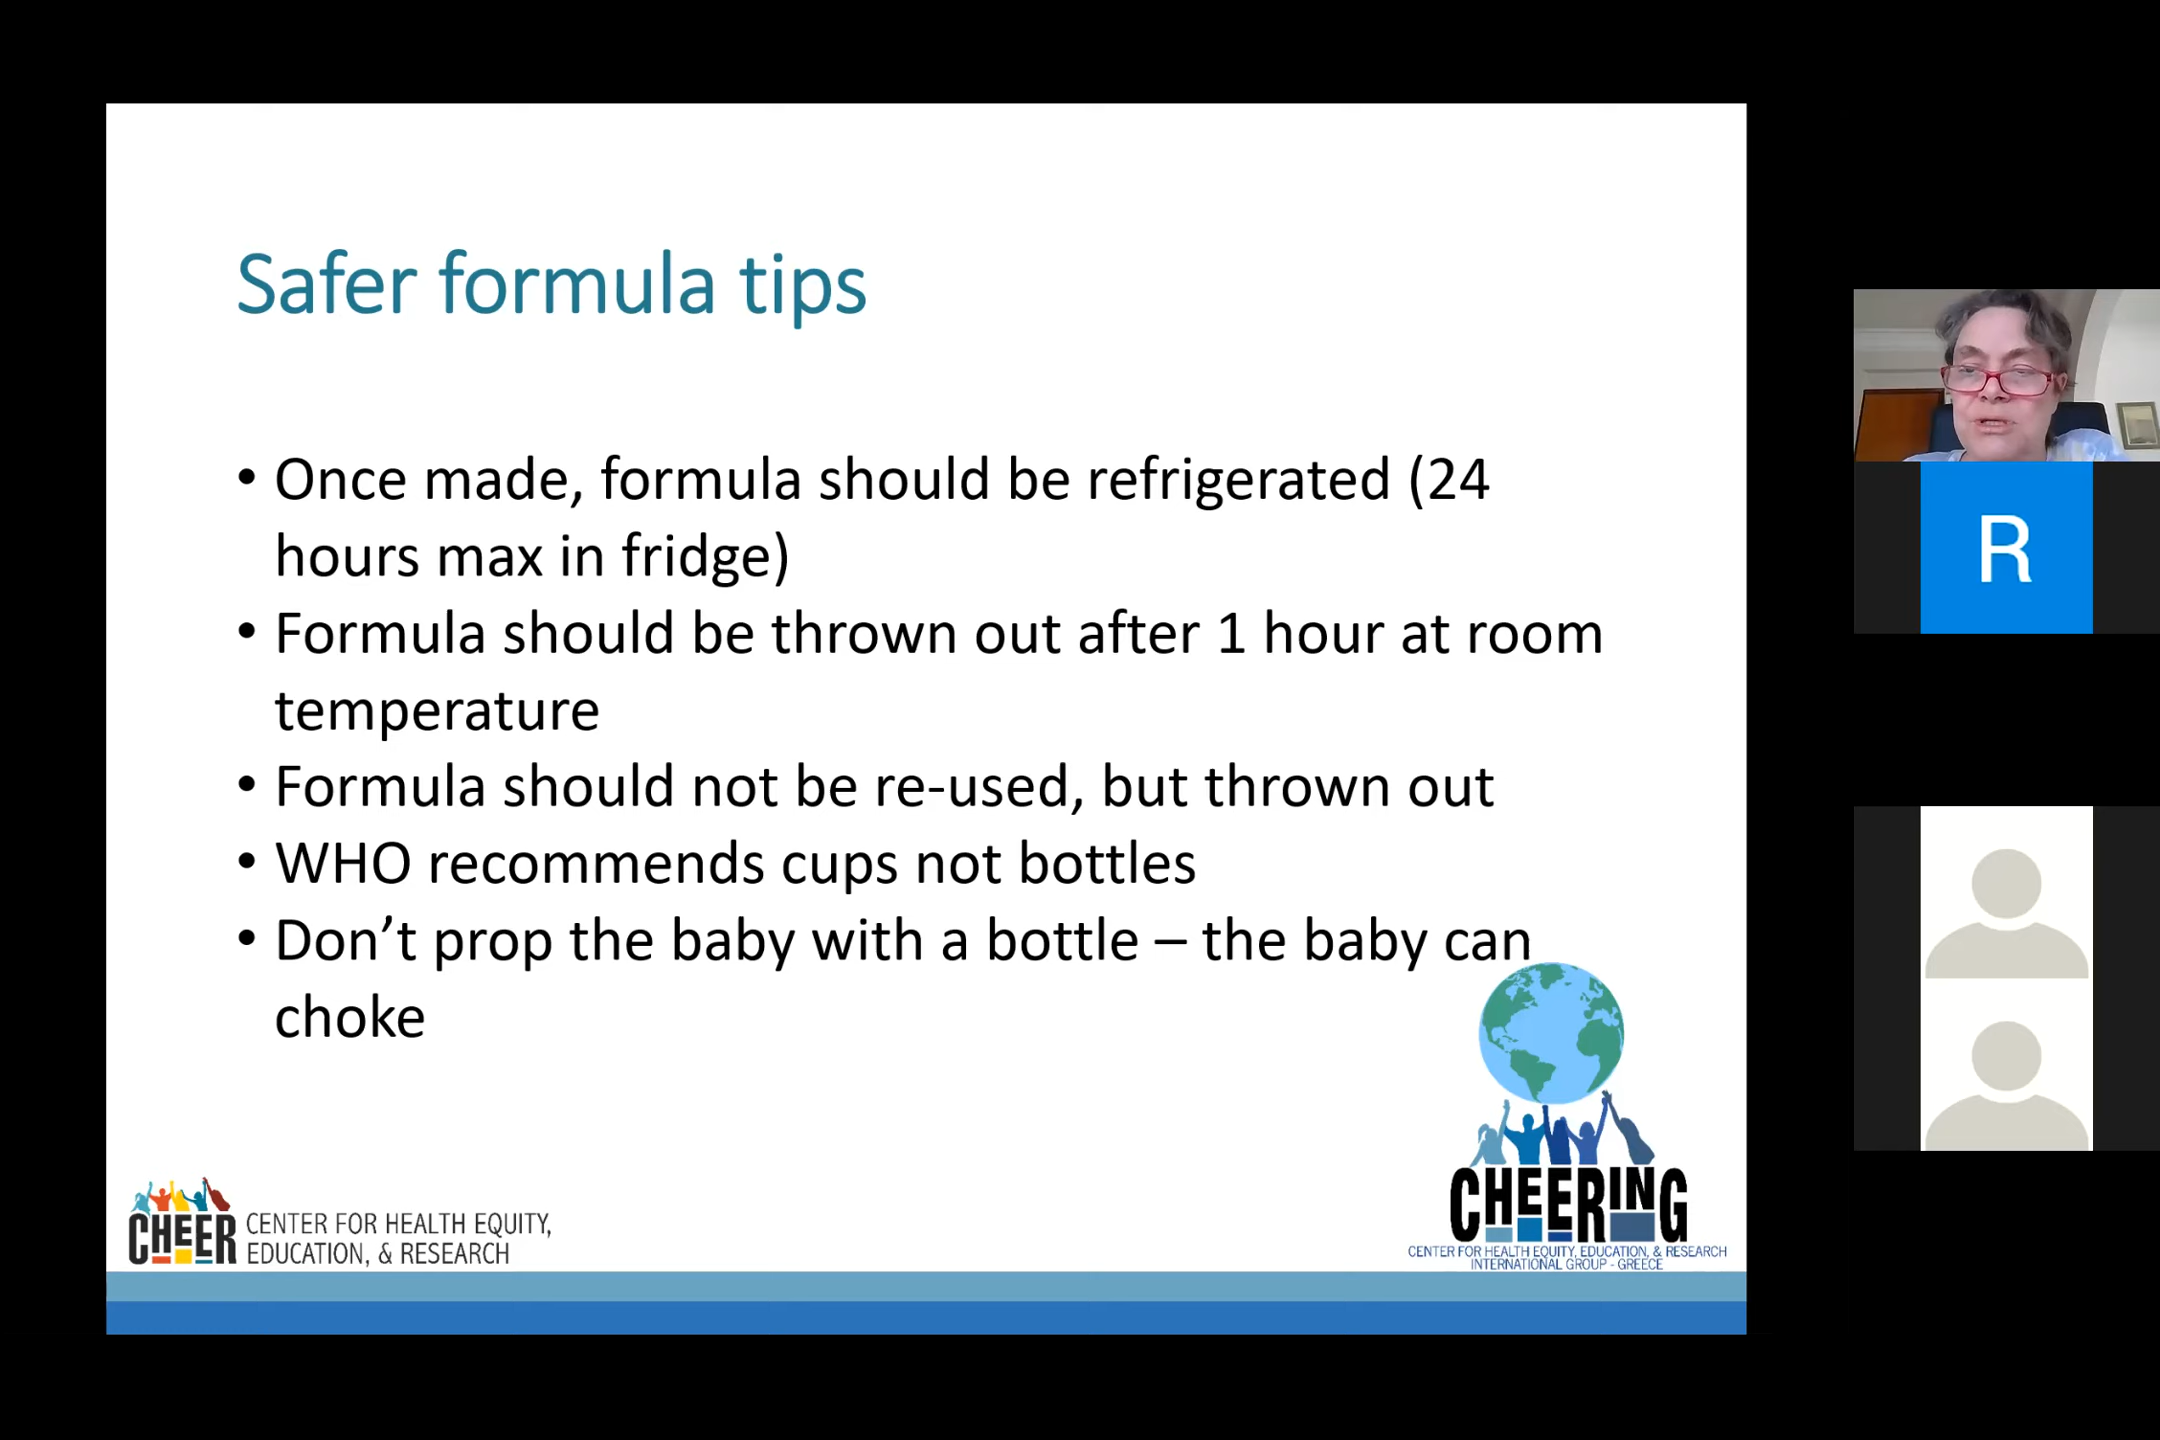 Safer formula tips
• Once made, formula should be refrigerated (24
hours max in fridge)
• Formula should be thrown out after 1 hour at room
temperature
• Formula should not be re-used, but thrown out
• WHO recommends cups not bottles
• Don’t prop the baby with a bottle – the baby can
choke
CHEER
CENTER FOR HEALTH EQUITY,
EDUCATION, & RESEARCH
CHEERING
CENTER FOR HEALTH EQUITY, EDUCATION, & RESEARCH
INTERNATIONAL GROUP - GREECE
R